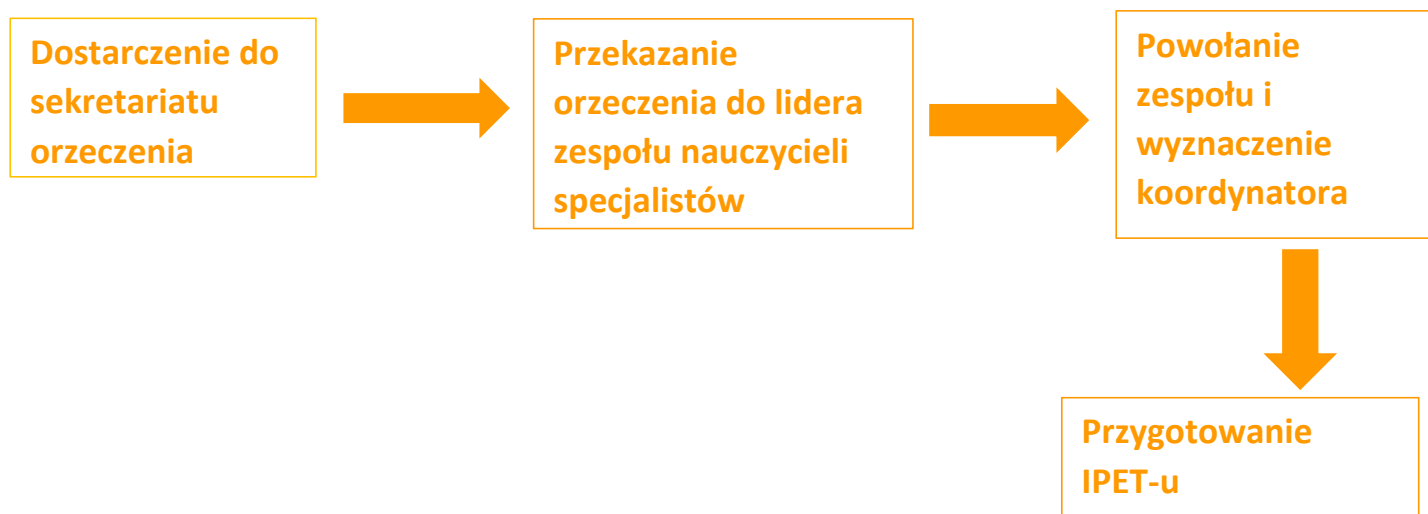 Dostarczenie do
sekretariatu
orzeczenia
Przekazanie
orzeczenia do lidera
zespołu nauczycieli
specjalistów
Powołanie
zespołu i
wyznaczenie
koordynatora
Przygotowanie
IPET-u